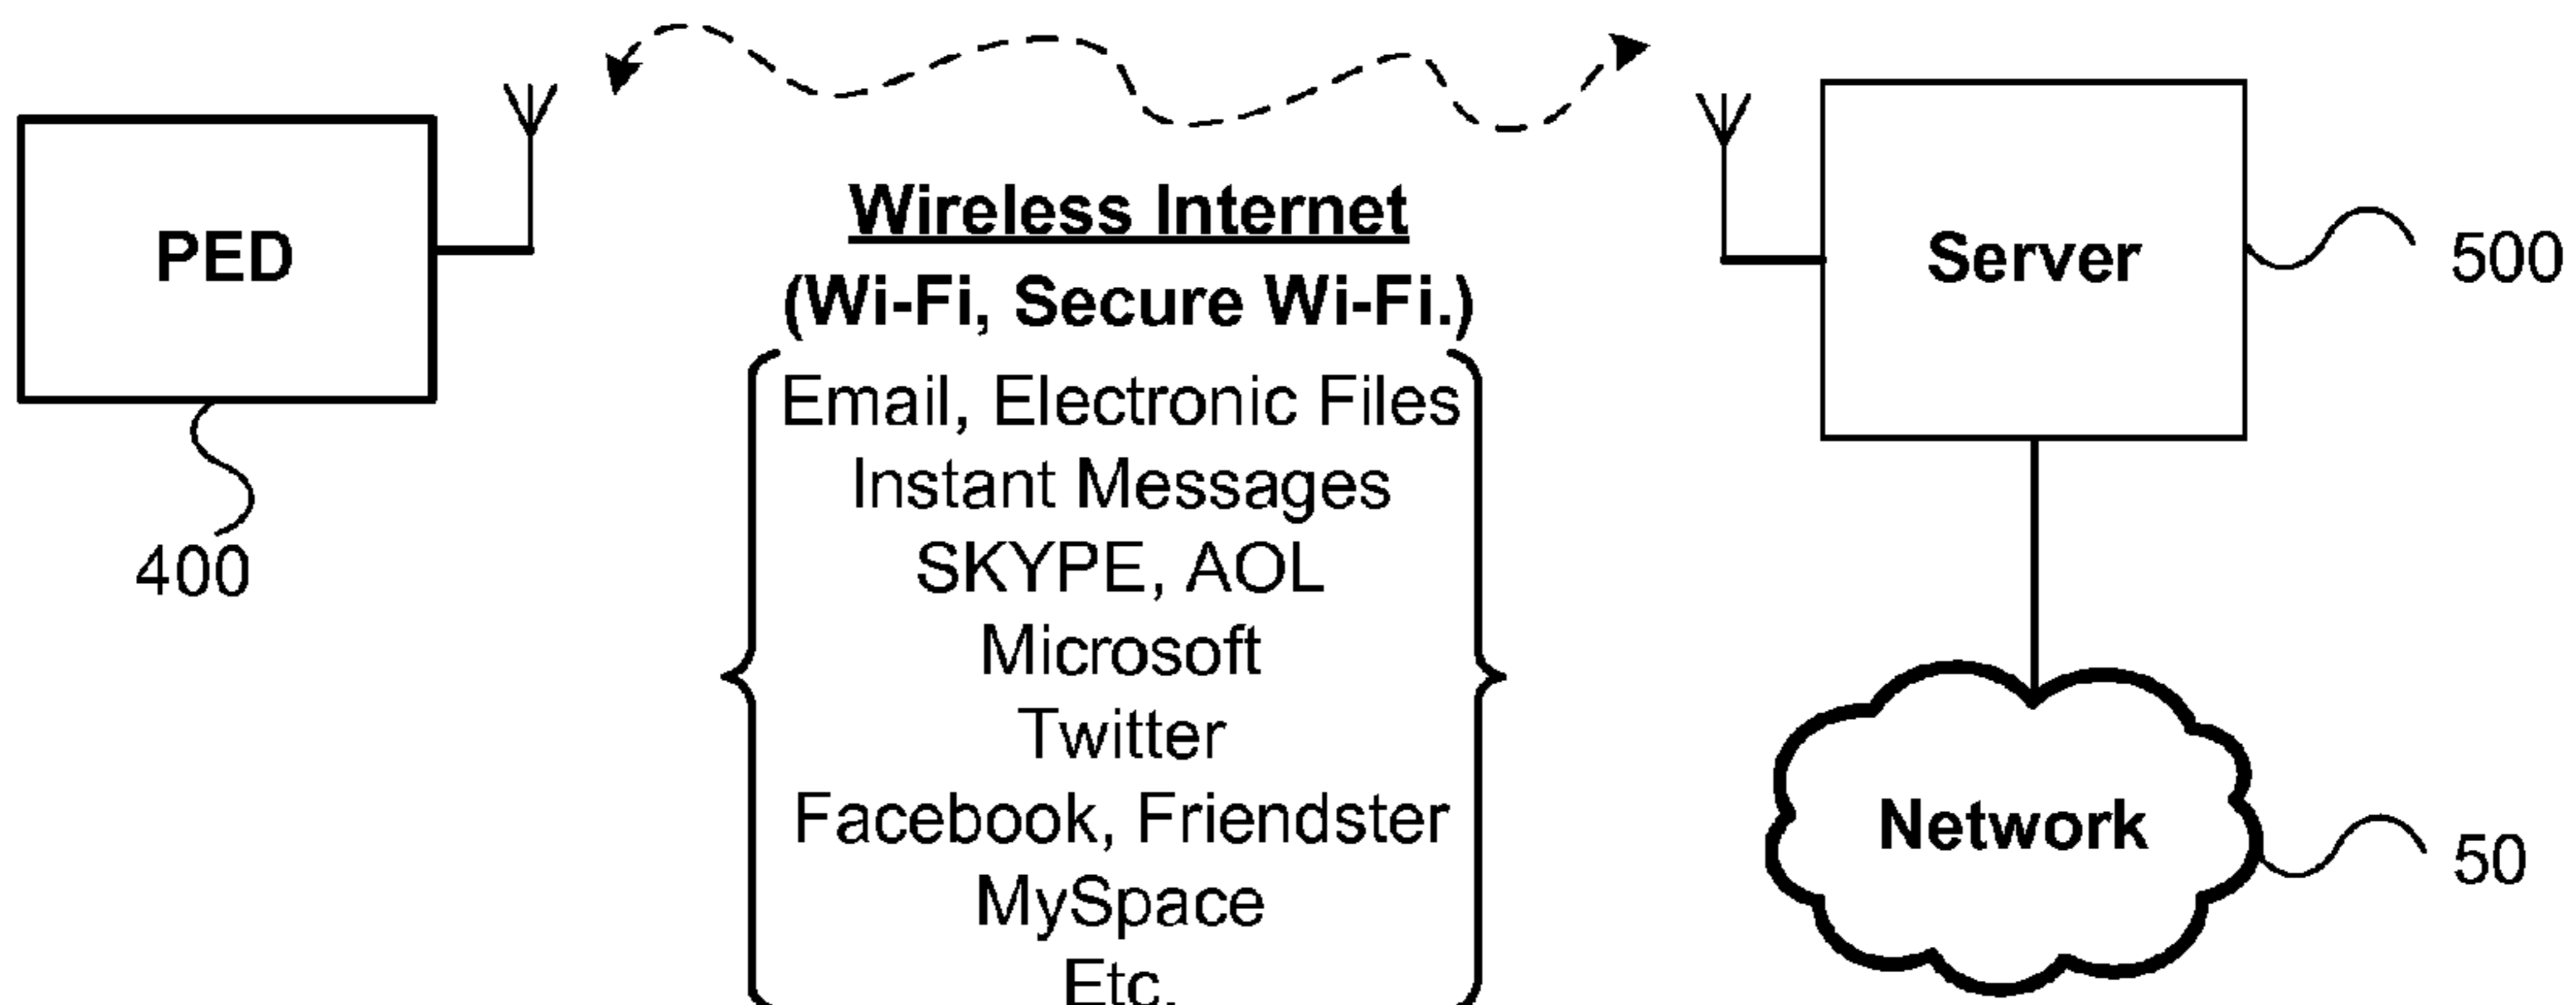 PED
400
Wireless Internet
(Wi-Fi, Secure Wi-Fi.)
Email, Electronic Files
Instant Messages
SKYPE, AOL
Microsoft
Twitter
Facebook, Friendster
MySpace
Etc.
Server
500
Network
50